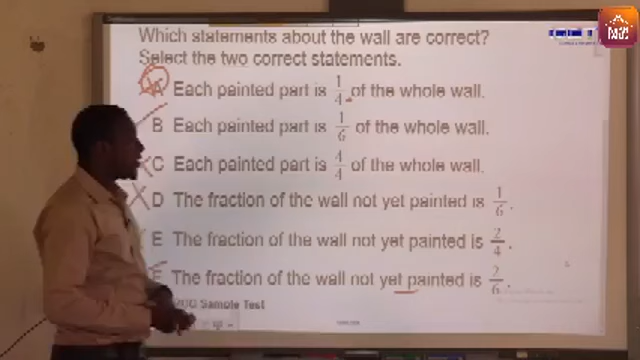 Which statements about the wall are correct?
Select the two correct statements.
A Each painted part is 1/4 of the whole wall.
B Each painted part is 1/6 of the whole wall.
C Each painted part is 4/4 of the whole wall.
D The fraction of the wall not yet painted is 1/6.
E The fraction of the wall not yet painted is 2/4.
F The fraction of the wall not yet painted is 2/6.
Sample Test